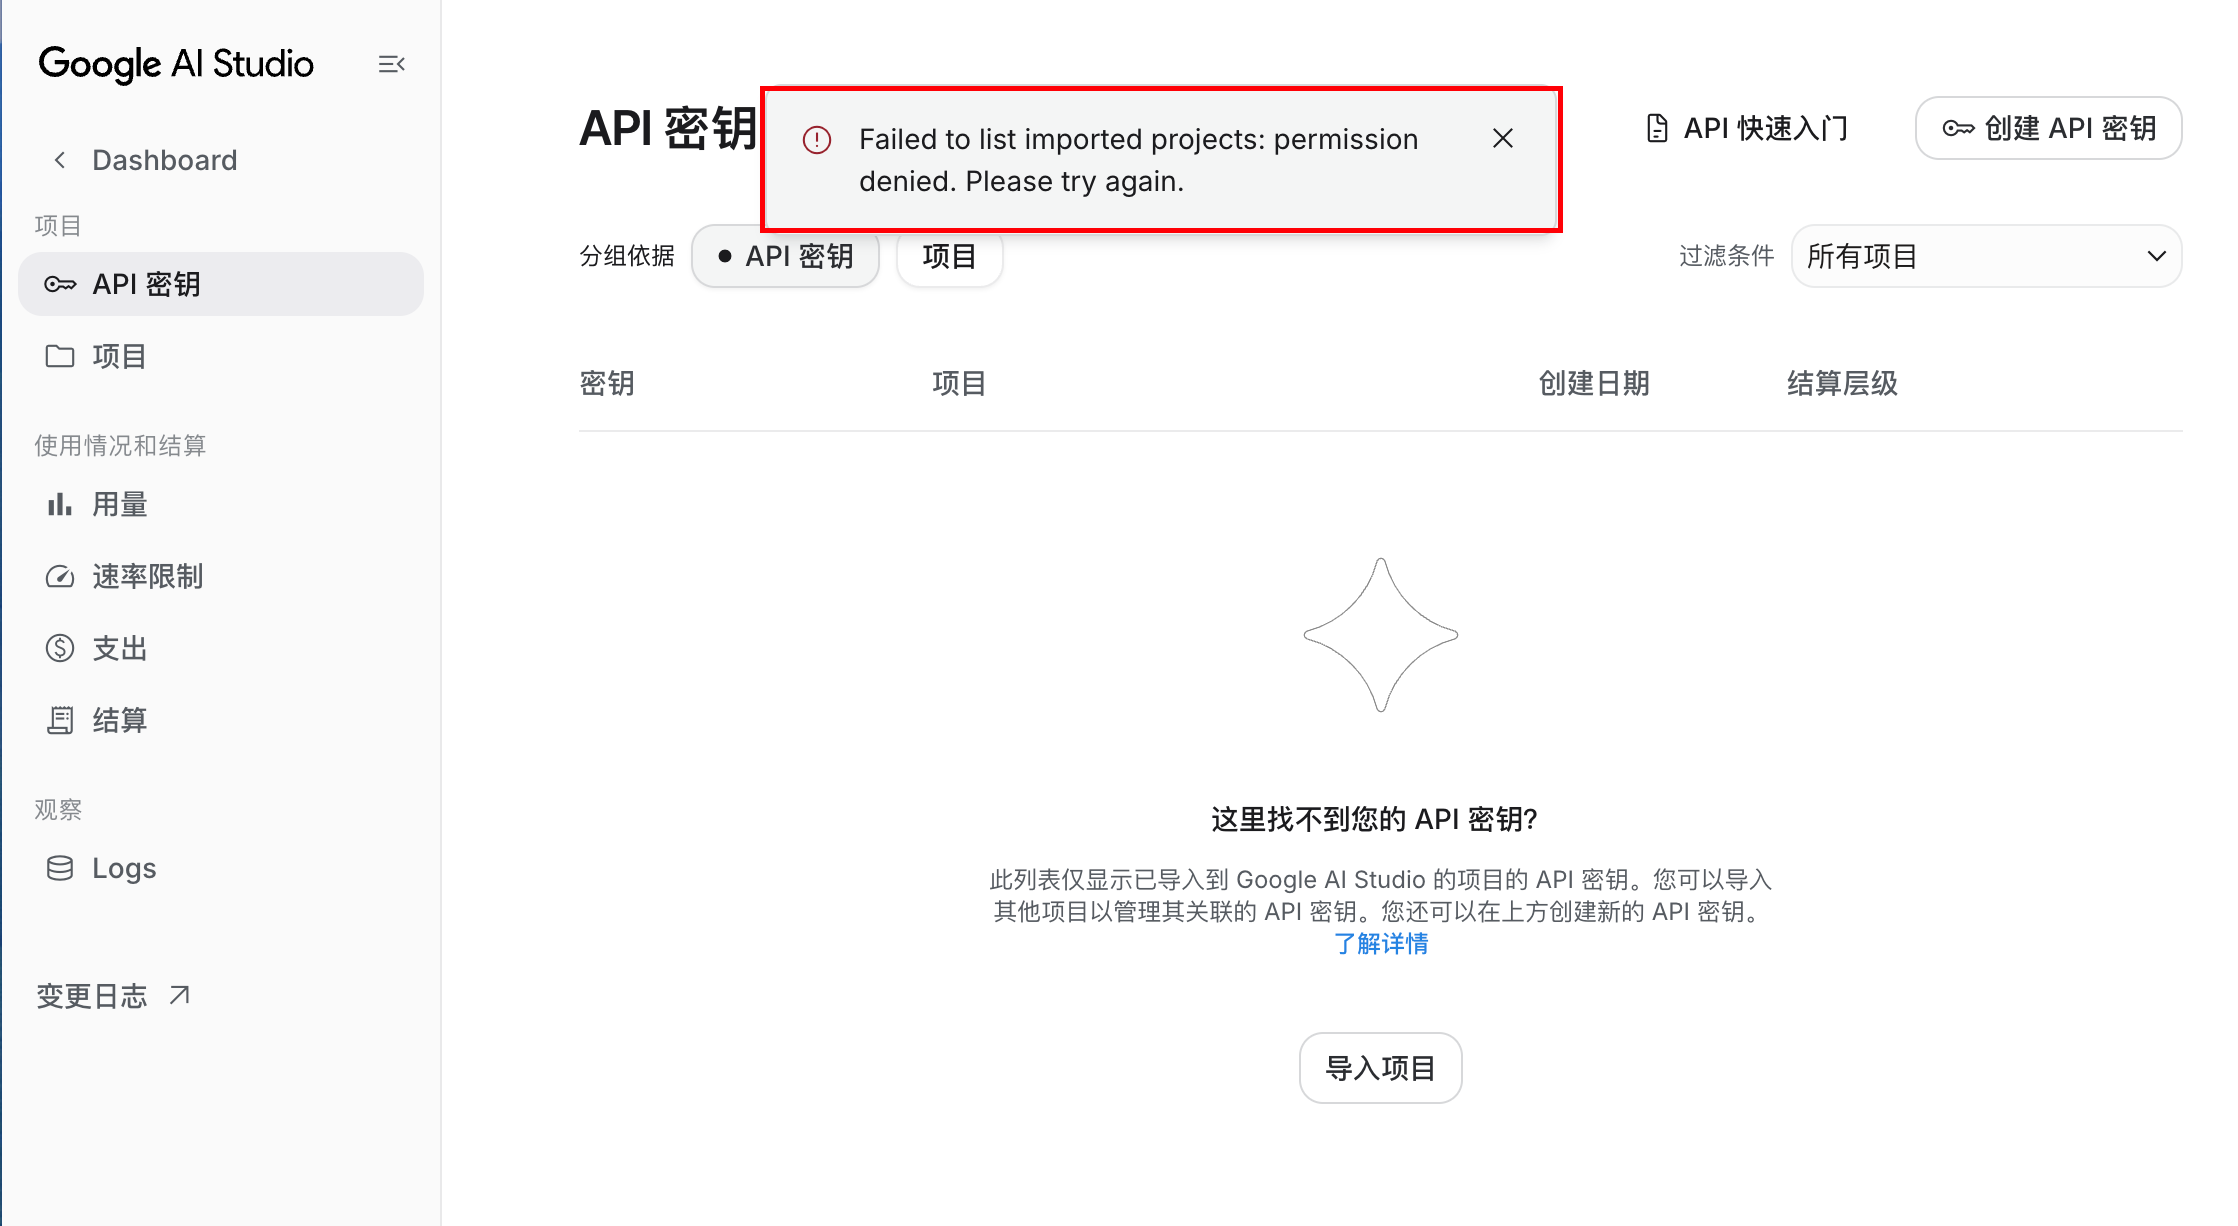 Google AI Studio
Dashboard
项目
API 密钥
项目
使用情况和结算
用量
速率限制
支出
结算
观察
Logs
变更日志
API 密钥
Failed to list imported projects: permission
denied. Please try again.
API 快速入门
创建 API 密钥
分组依据
API 密钥
项目
过滤条件
所有项目
密钥
项目
创建日期
结算层级
这里找不到您的 API 密钥?
此列表仅显示已导入到 Google AI Studio 的项目的 API 密钥。您可以导入
其他项目以管理其关联的 API 密钥。您还可以在上方创建新的 API 密钥。
了解详情
导入项目